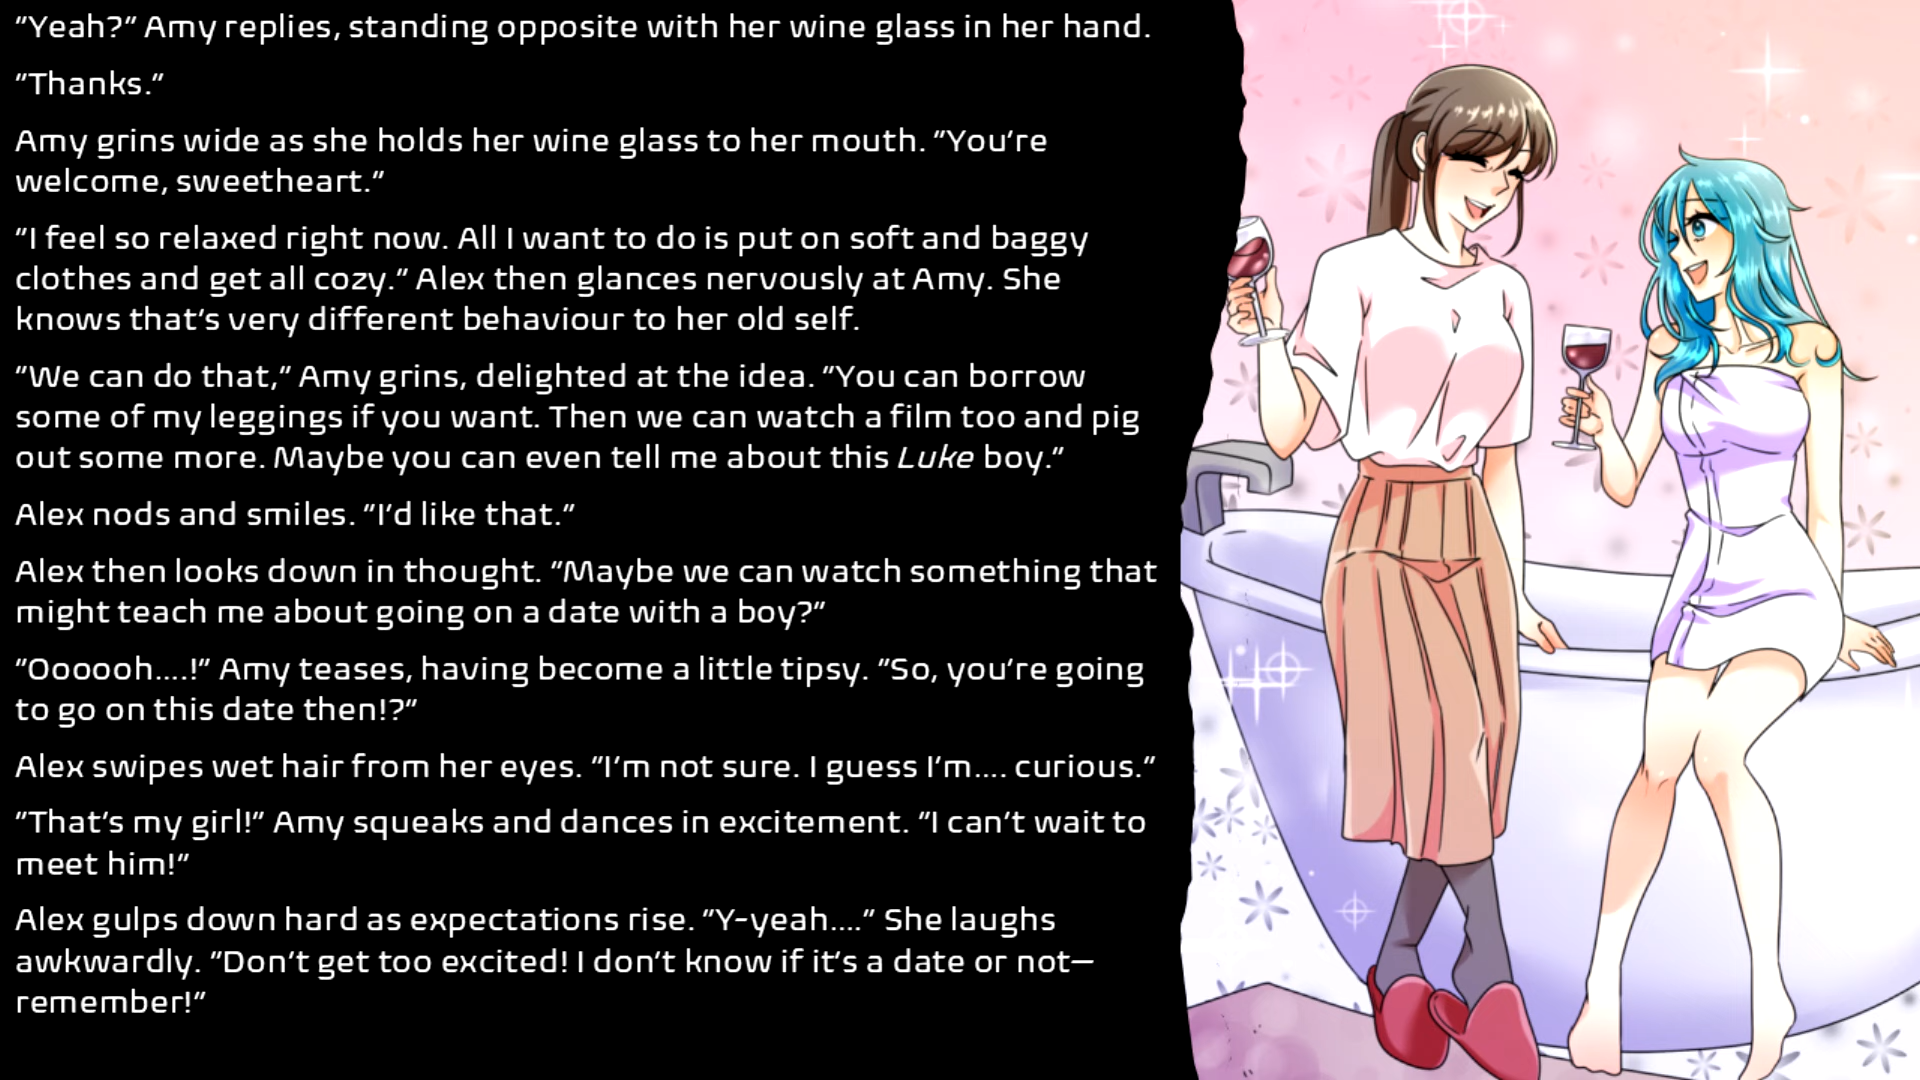 "Yeah?" Amy replies, standing opposite with her wine glass in her hand.
"Thanks."
Amy grins wide as she holds her wine glass to her mouth. "You're
welcome, sweetheart."
"I feel so relaxed right now. All I want to do is put on soft and baggy
clothes and get all cozy." Alex then glances nervously at Amy. She
knows that's very different behaviour to her old self.
"We can do that," Amy grins, delighted at the idea. "You can borrow
some of my leggings if you want. Then we can watch a film too and pig
out some more. Maybe you can even tell me about this Luke boy."
Alex nods and smiles. "I'd like that."
Alex then looks down in thought. "Maybe we can watch something that
might teach me about going on a date with a boy?"
"Oooooh....!" Amy teases, having become a little tipsy. "So, you're going
to go on this date then!?"
Alex swipes wet hair from her eyes. "I'm not sure. I guess I'm.... curious."
"That's my girl!" Amy squeaks and dances in excitement. "I can't wait to
meet him!"
Alex gulps down hard as expectations rise. "Y-yeah...." She laughs
awkwardly. "Don't get too excited! I don't know if it's a date or not—
remember!"